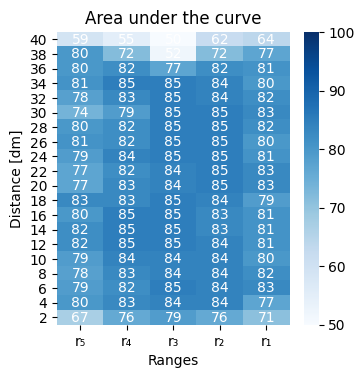 Area under the curve
40 59 55 62 64
38 80 72 52 72 77
36 80 82 77 82 81
34 81 85 85 84 80
32 78 83 85 84 82
30 74 79 85 85 83
28 80 82 85 85 82
26 81 82 85 85 80
24 79 84 85 85 81
22 77 82 84 85 83
20 77 83 84 85 83
18 83 83 85 84 79
16 80 85 85 83 81
14 82 85 85 83 81
12 82 85 85 84 81
10 79 84 84 84 80
8 78 83 84 84 82
6 79 82 85 84 83
4 80 83 84 84 77
2 67 76 79 76 71
r₅ r₄ r₃ r₂ r₁
Ranges
Distance [dm]
100
90
80
70
60
50